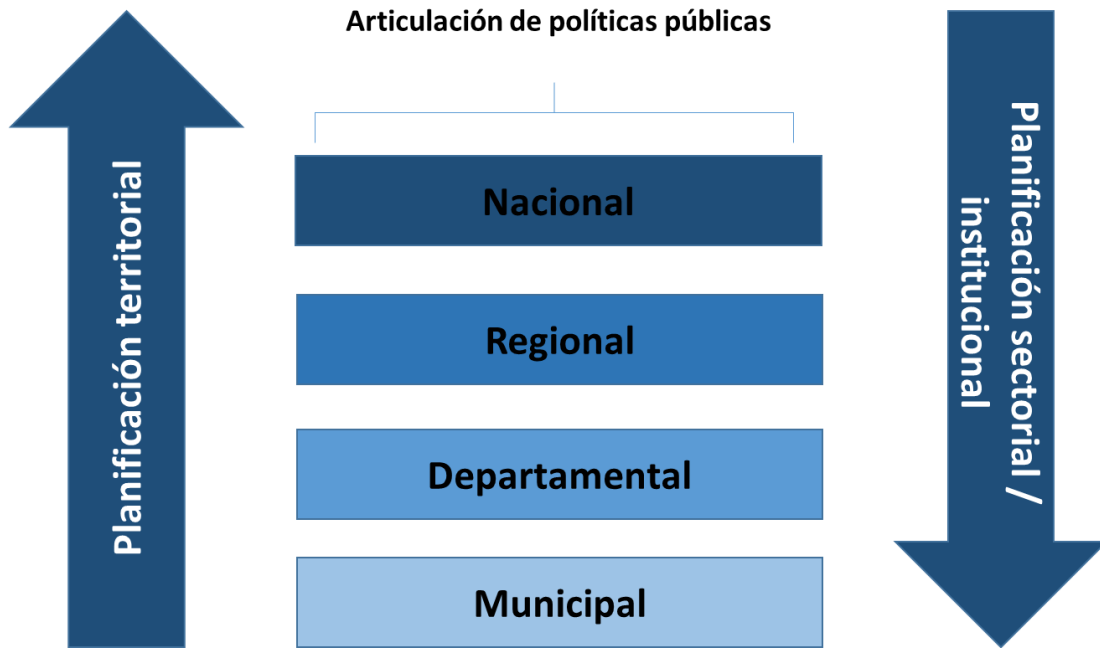 Articulación de políticas públicas
Planificación territorial
Nacional
Regional
Departamental
Municipal
Planificación sectorial /
institucional